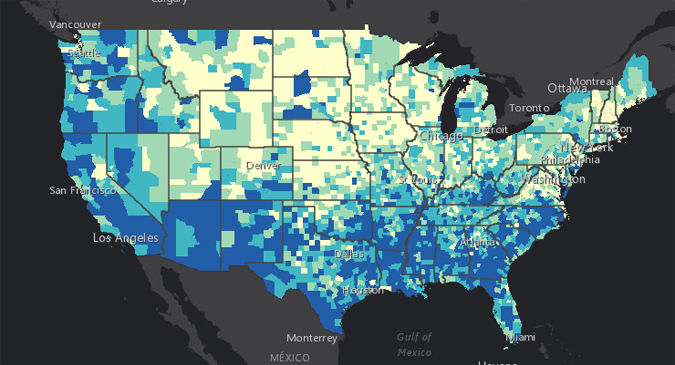 Calgary
Vancouver
Seattle
Montreal
Ottawa
Toronto
Boston
Chicago
Detroit
New York
Philadelphia
Denver
St Louis
Washington
San Francisco
Los Angeles
Atlanta
Dallas
Houston
Monterrey
Gulf of
Mexico
Miami
MÉXICO
Havana